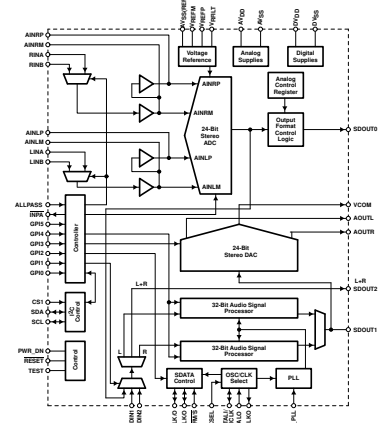 AINRP
AINRM
RINA
RINB
AINLP
AINLM
LINA
LINB
ALLPASS
INPA
GPI5
GPI4
GPI3
GPI2
GPI1
GPI0
CS1
SDA
SCL
PWR_DN
RESET
TEST
VREFM
VREFP
VRFILT
AVDD
AVSS
DVDD
DVSS
Voltage
Reference
Analog
Supplies
Digital
Supplies
AINRP
AINRM
24-Bit
Stereo
ADC
AINLP
AINLM
Analog
Control
Register
Output
Format
Control
Logic
SDOUT0
VCOM
AOUTL
AOUTR
Controller
24-Bit
Stereo DAC
L+R
L+R
SDOUT2
I2C
Control
32-Bit Audio Signal
Processor
SDOUT1
L
R
32-Bit Audio Signal
Processor
Control
SDATA
Control
OSC/CLK
Select
PLL